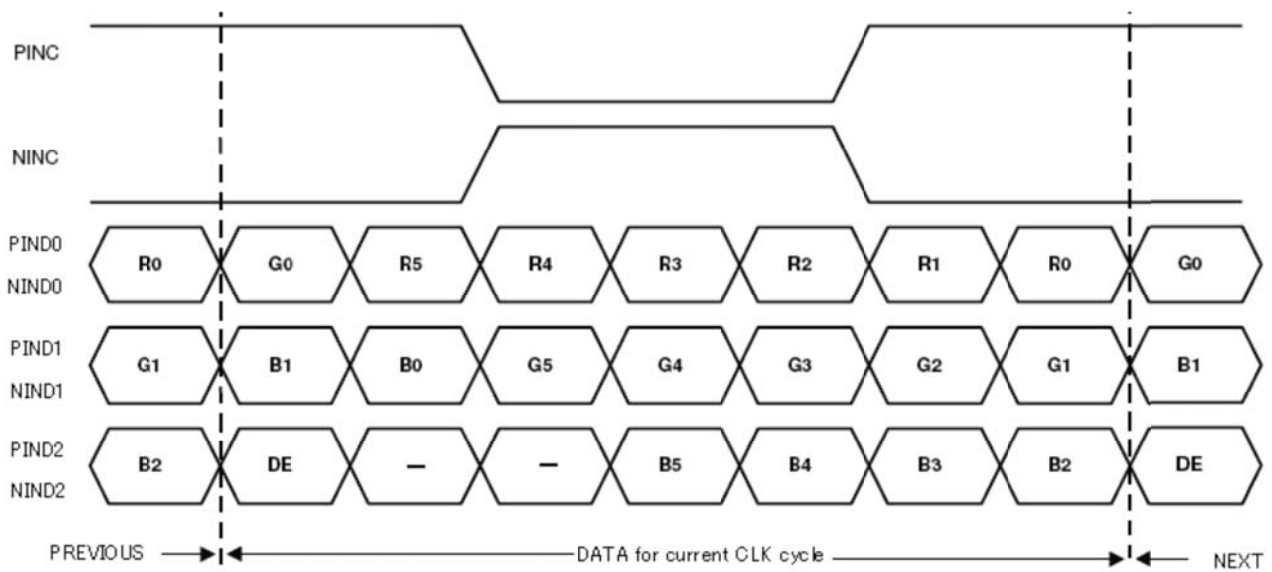 PINC
NINC
PIND0
NIND0
R0 G0 R5 R4 R3 R2 R1 R0 G0
PIND1
NIND1
G1 B1 B0 G5 G4 G3 G2 G1 B1
PIND2
NIND2
B2 DE — — B5 B4 B3 B2 DE
PREVIOUS DATA for current CLK cycle NEXT